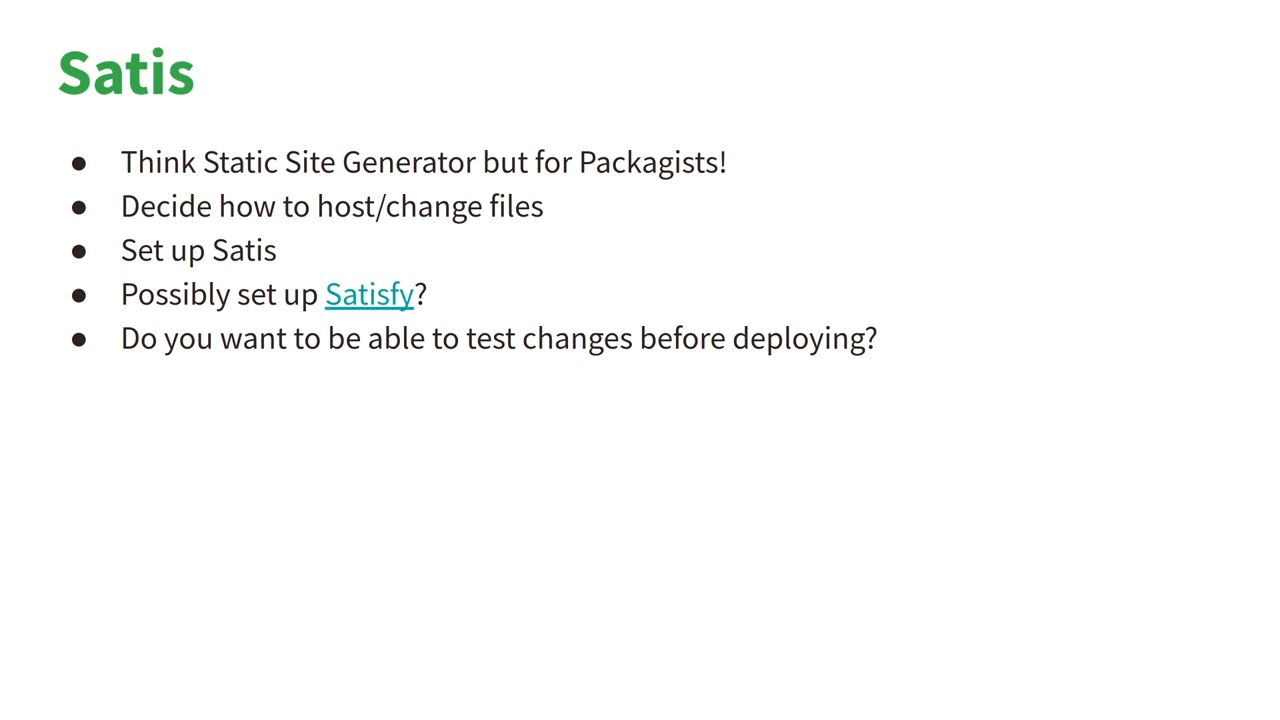 Satis
● Think Static Site Generator but for Packagists!
● Decide how to host/change files
● Set up Satis
● Possibly set up Satisfy?
● Do you want to be able to test changes before deploying?